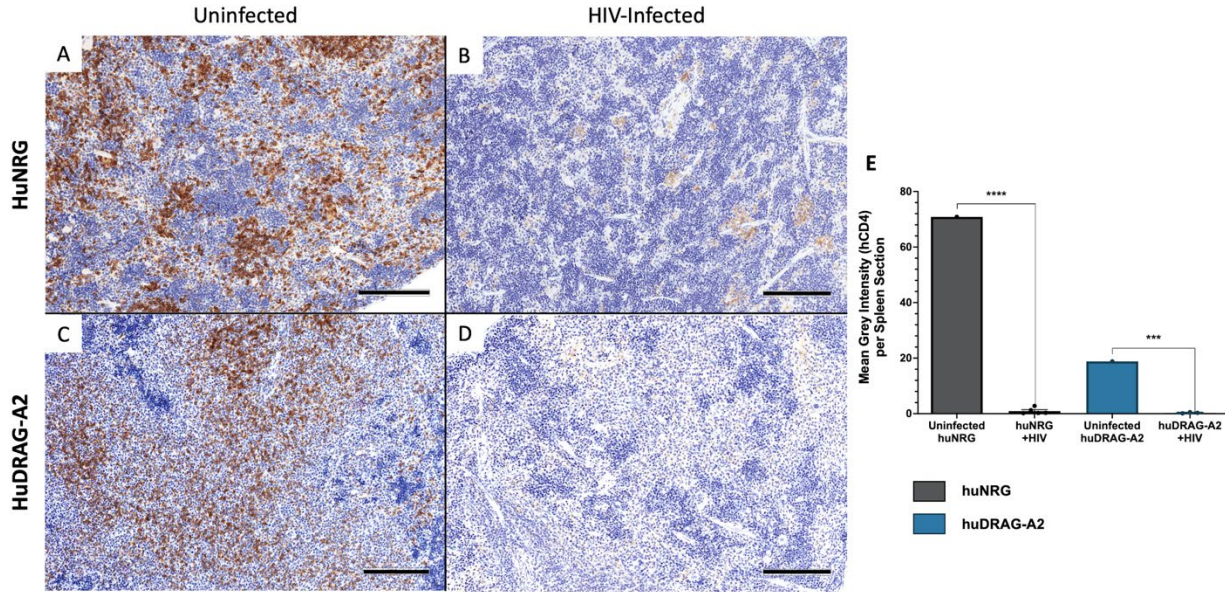 Uninfected
HIV-Infected
HuNRG
A
B
HuDRAG-A2
C
D
E
Mean Grey Intensity (hCD4)
per Spleen Section
80
60
40
20
0
****
***
Uninfected
huNRG
huNRG
+HIV
Uninfected
huDRAG-A2
huDRAG-A2
+HIV
huNRG
huDRAG-A2